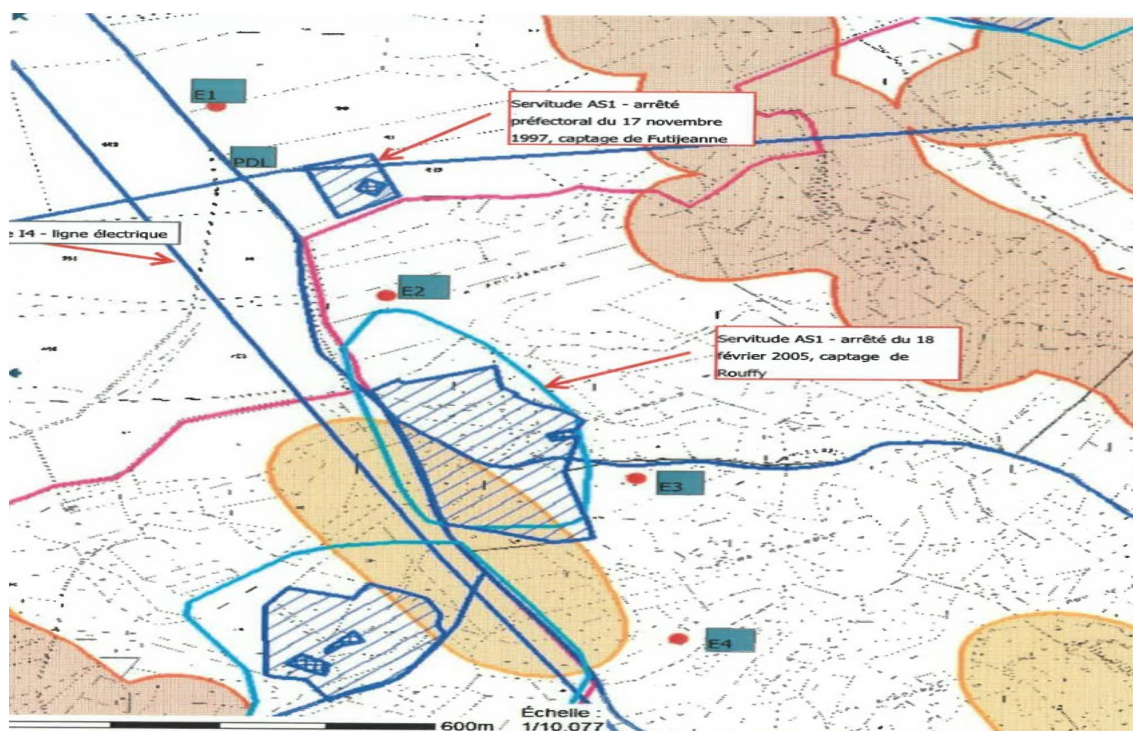 E1
Servitude AS1 - arrêté
préfectoral du 17 novembre
1997, captage de Futijeanne
PDL
e I4 - ligne électrique
E2
Servitude AS1 - arrêté du 18
février 2005, captage de
Rouffy
E3
E4
600m
Échelle :
1/10.077